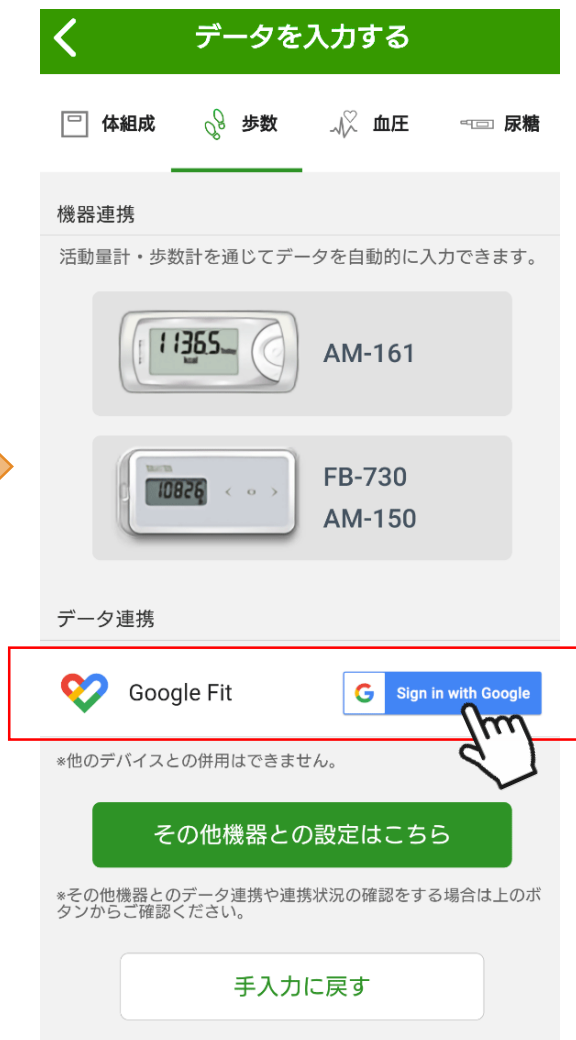 データを入力する
体組成
歩数
血圧
尿糖
機器連携
活動量計・歩数計を通じてデータを自動的に入力できます。
1136.5
kcal
AM-161
TANITA
10826
FB-730
AM-150
データ連携
Google Fit
G Sign in with Google
※他のデバイスとの併用はできません。
その他機器との設定はこちら
※その他機器とのデータ連携や連携状況の確認をする場合は上のボ
タンからご確認ください。
手入力に戻す